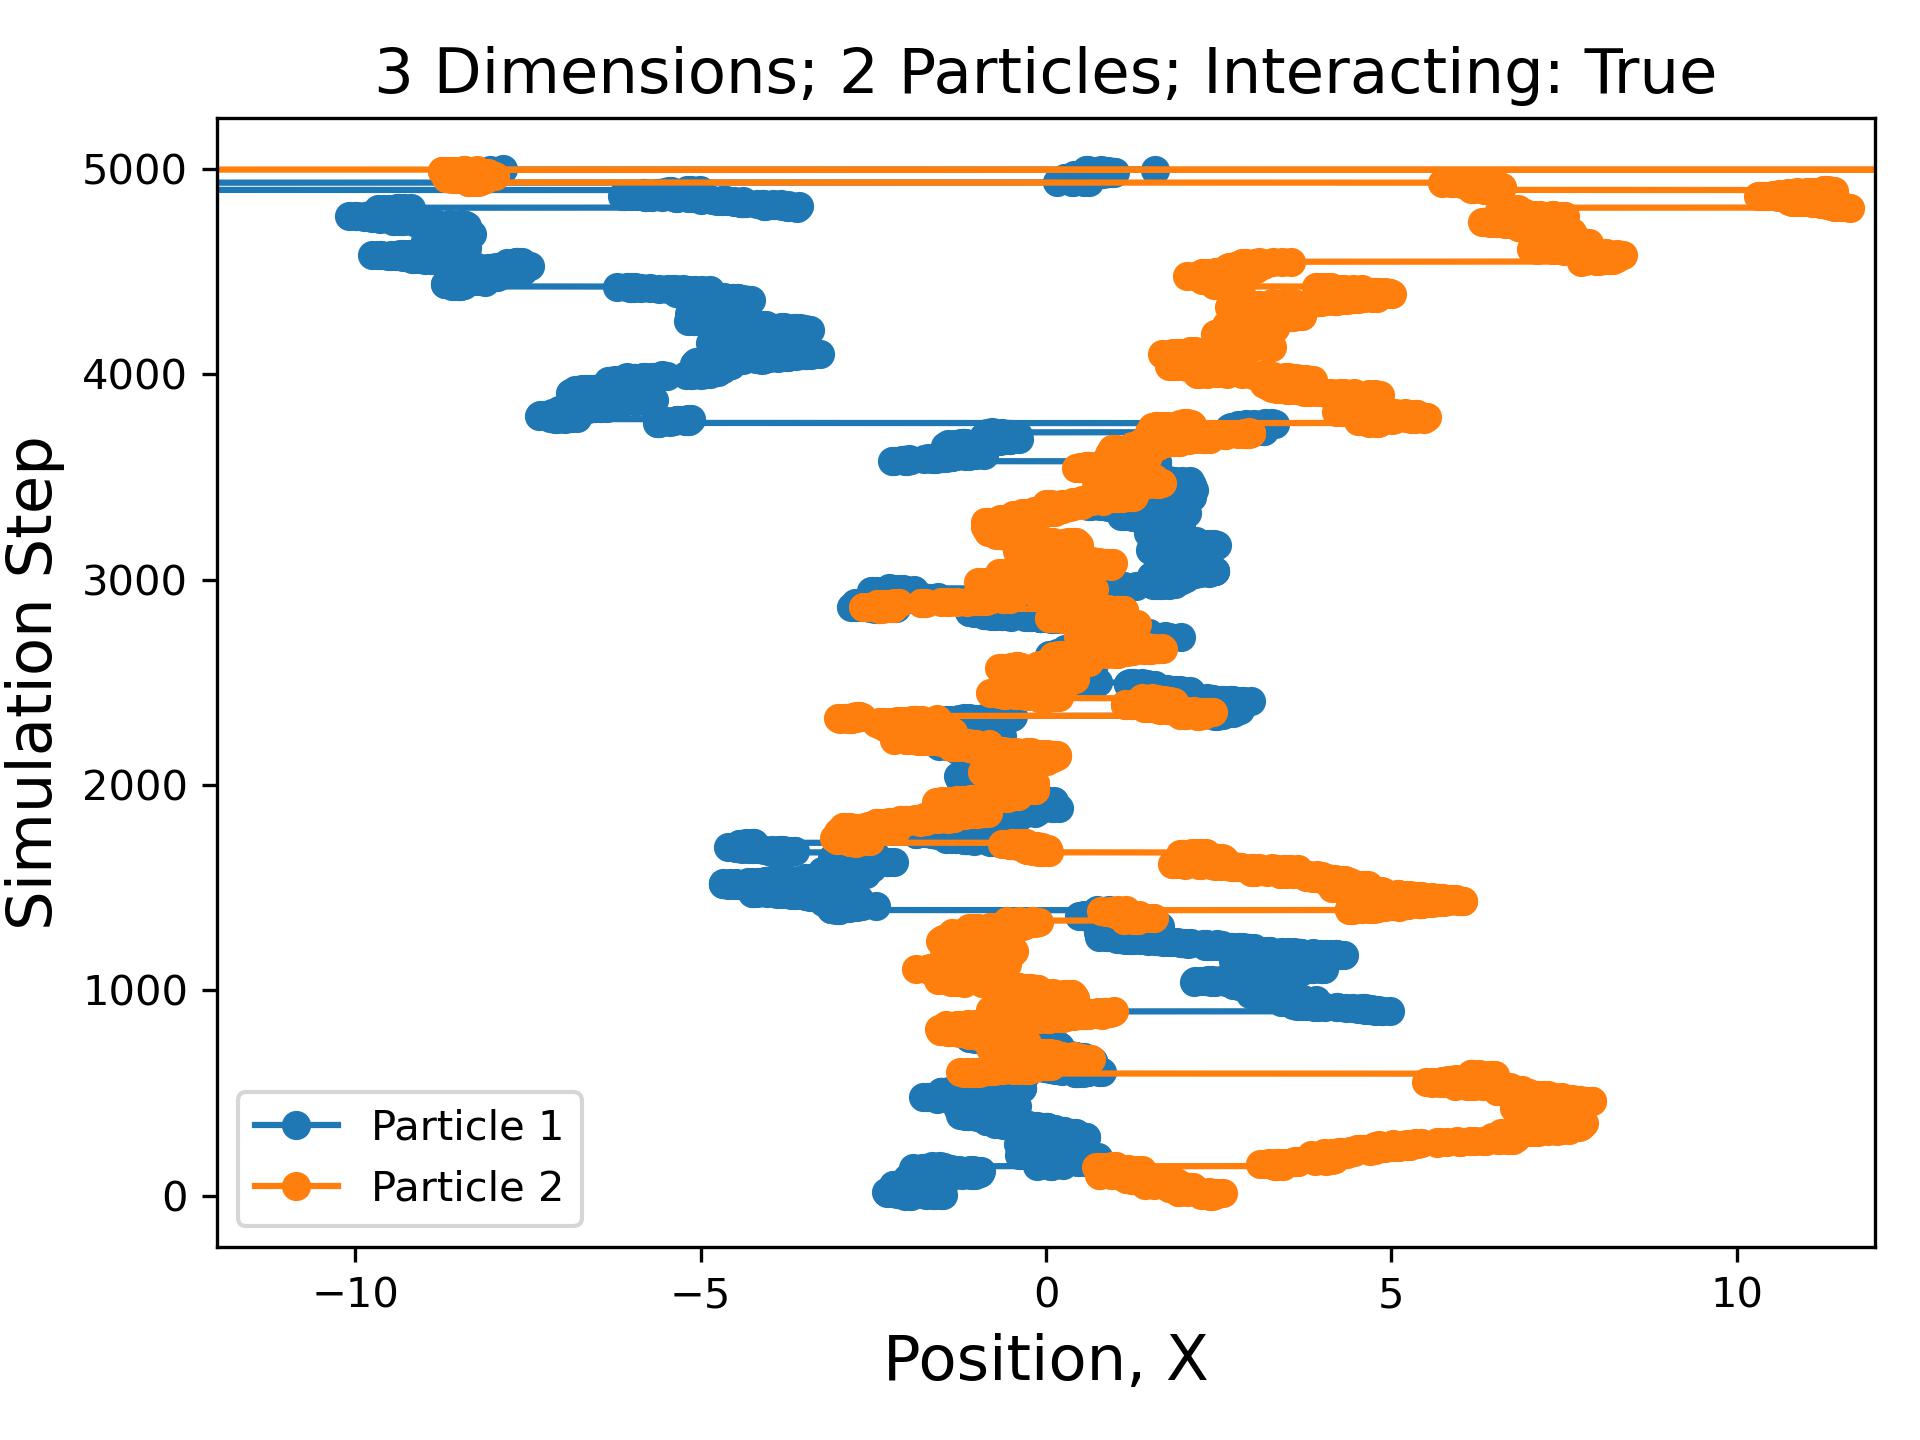 3 Dimensions; 2 Particles; Interacting: True
Simulation Step
5000
4000
3000
2000
1000
0
Particle 1
Particle 2
−10
−5
0
5
10
Position, X